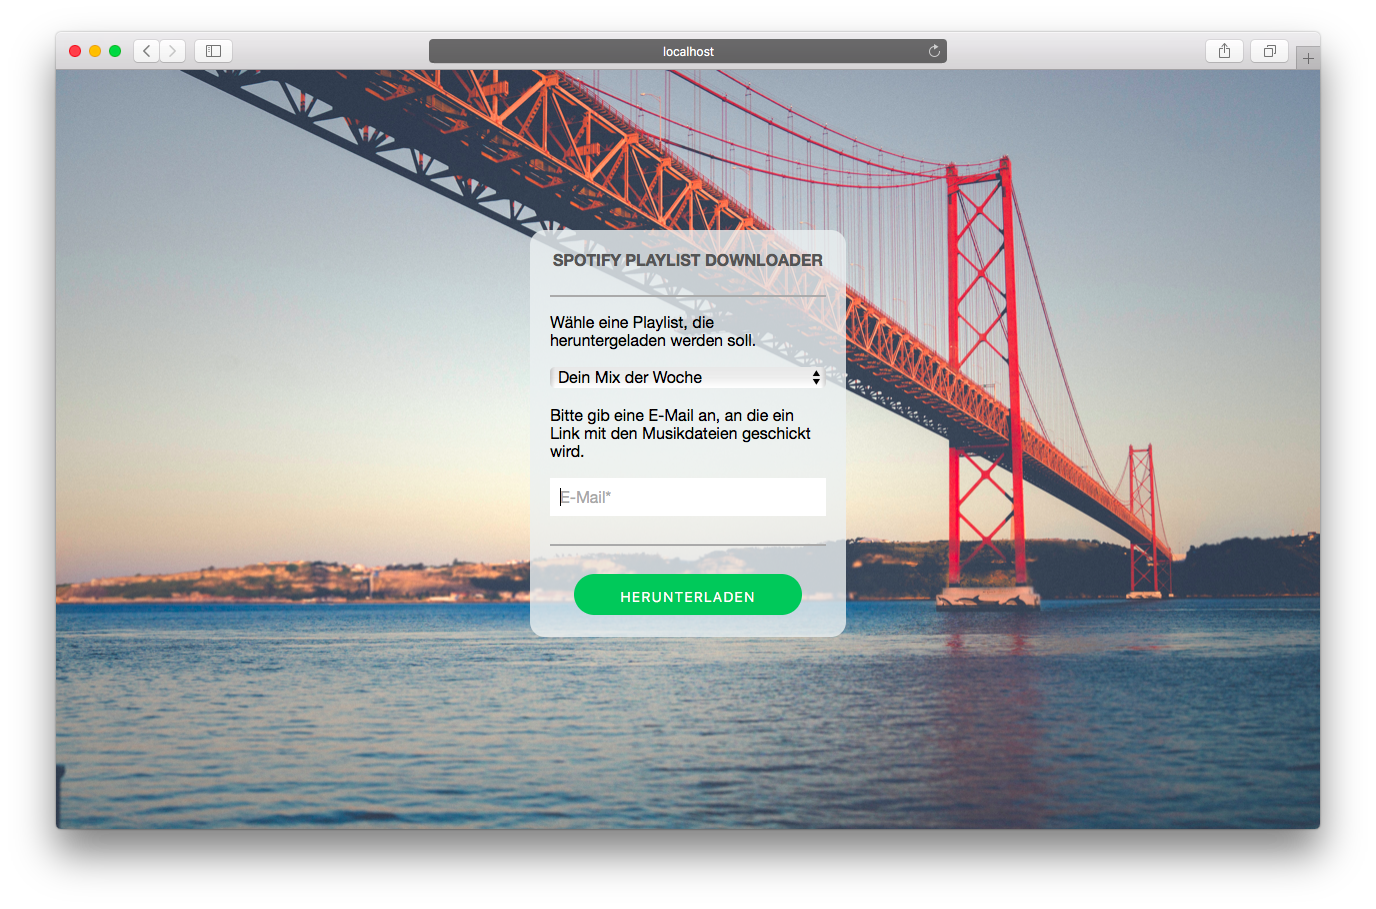 localhost
SPOTIFY PLAYLIST DOWNLOADER
Wähle eine Playlist, die
heruntergeladen werden soll.
Dein Mix der Woche
Bitte gib eine E-Mail an, an die ein
Link mit den Musikdateien geschickt
wird.
E-Mail*
HERUNTERLADEN